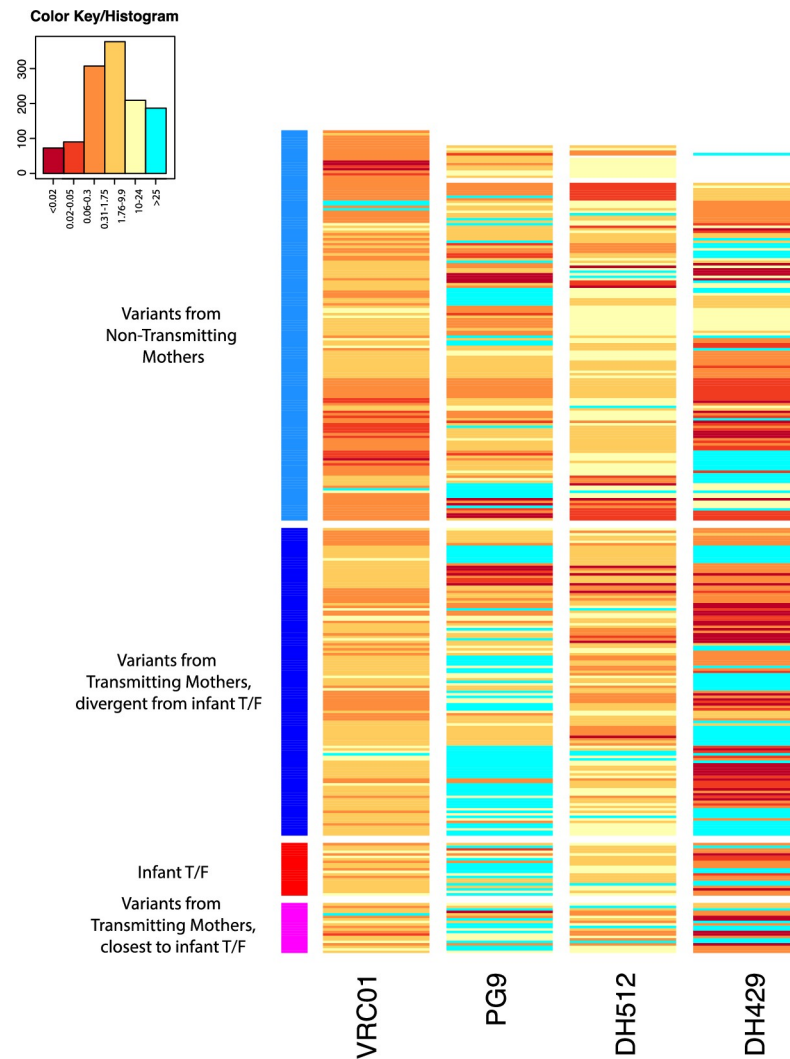 Color Key/Histogram
300
200
100
0
<0.02
0.02-0.05
0.06-0.3
0.31-1.75
1.76-9.9
10-24
>25
Variants from
Non-Transmitting
Mothers
Variants from
Transmitting Mothers,
divergent from infant T/F
Infant T/F
Variants from
Transmitting Mothers,
closest to infant T/F
VRC01
PG9
DH512
DH429